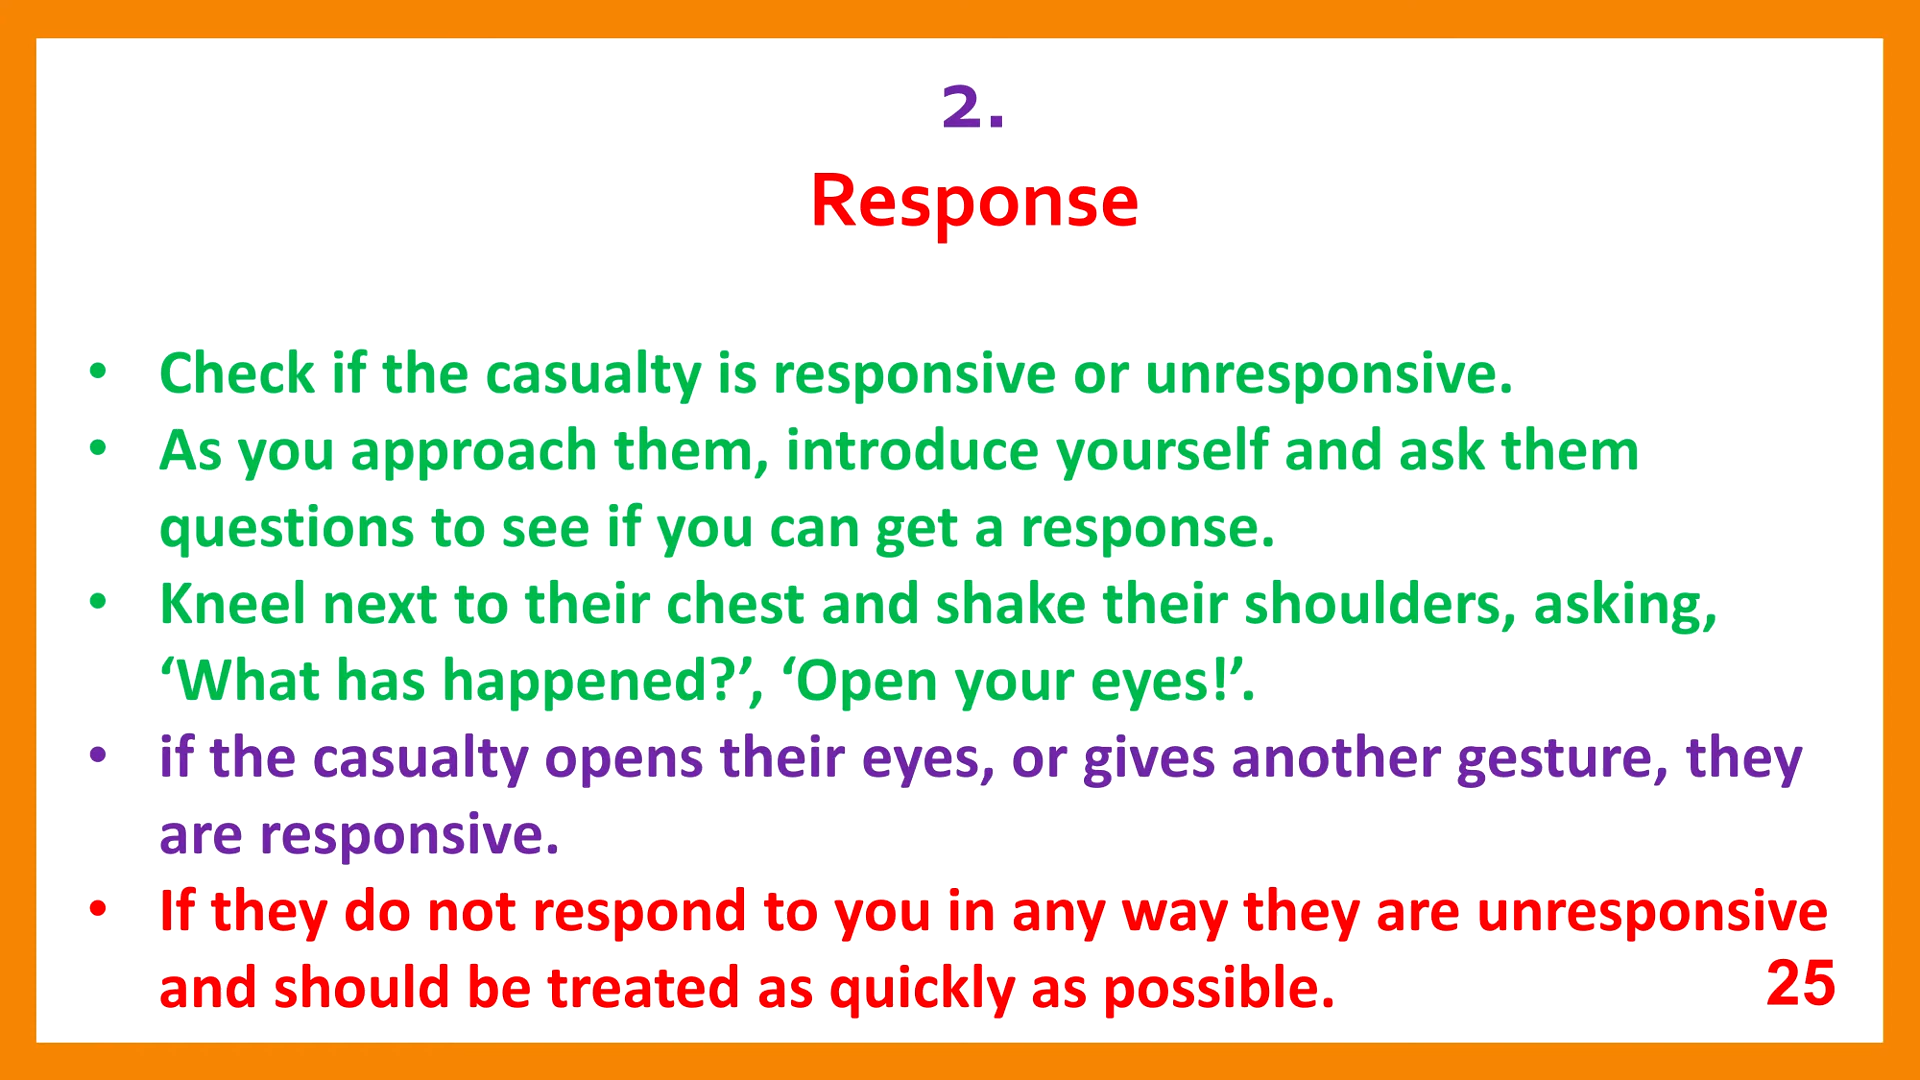 2.
Response
• Check if the casualty is responsive or unresponsive.
• As you approach them, introduce yourself and ask them
questions to see if you can get a response.
• Kneel next to their chest and shake their shoulders, asking,
‘What has happened?’, ‘Open your eyes!’.
• if the casualty opens their eyes, or gives another gesture, they
are responsive.
• If they do not respond to you in any way they are unresponsive
and should be treated as quickly as possible.
25